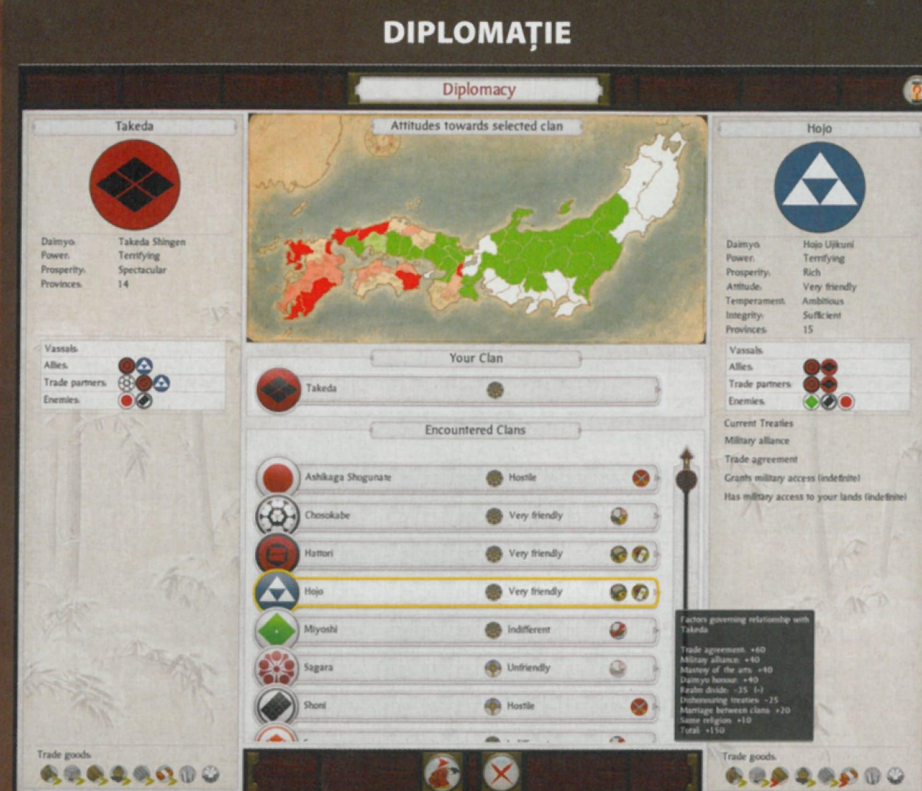 DIPLOMAȚIE
Diplomacy
Takeda
Daimyo: Takeda Shingen
Power: Terrifying
Prosperity: Spectacular
Provinces: 14
Vassals:
Allies:
Trade partners:
Enemies:
Trade goods:
Attitudes towards selected clan
Your Clan
Takeda
Encountered Clans
Ashikaga Shogunate Hostile
Chosokabe Very friendly
Hattori Very friendly
Hojo Very friendly
Miyoshi Indifferent
Sagara Unfriendly
Shoni Hostile
Hojo
Daimyo: Hojo Ujikuni
Power: Terrifying
Prosperity: Rich
Attitude: Very friendly
Temperament: Ambitious
Integrity: Sufficient
Provinces: 15
Vassals:
Allies:
Trade partners:
Enemies:
Current Treaties
Military alliance
Trade agreement
Grants military access (indefinite)
Has military access to your lands (indefinite)
Factors governing relationship with
Takeda
Trade agreement: +60
Military alliance: +40
Mastery of the arts: +40
Daimyo honour: +40
Realm divide: -35 (-)
Dishonouring treaties: -25
Marriage between clans: +20
Same religion: +10
Total: +150
Trade goods: